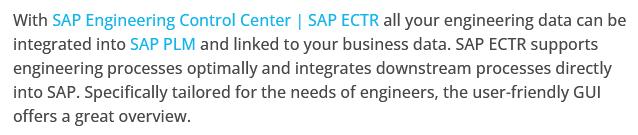 With SAP Engineering Control Center | SAP ECTR all your engineering data can be
integrated into SAP PLM and linked to your business data. SAP ECTR supports
engineering processes optimally and integrates downstream processes directly
into SAP. Specifically tailored for the needs of engineers, the user-friendly GUI
offers a great overview.